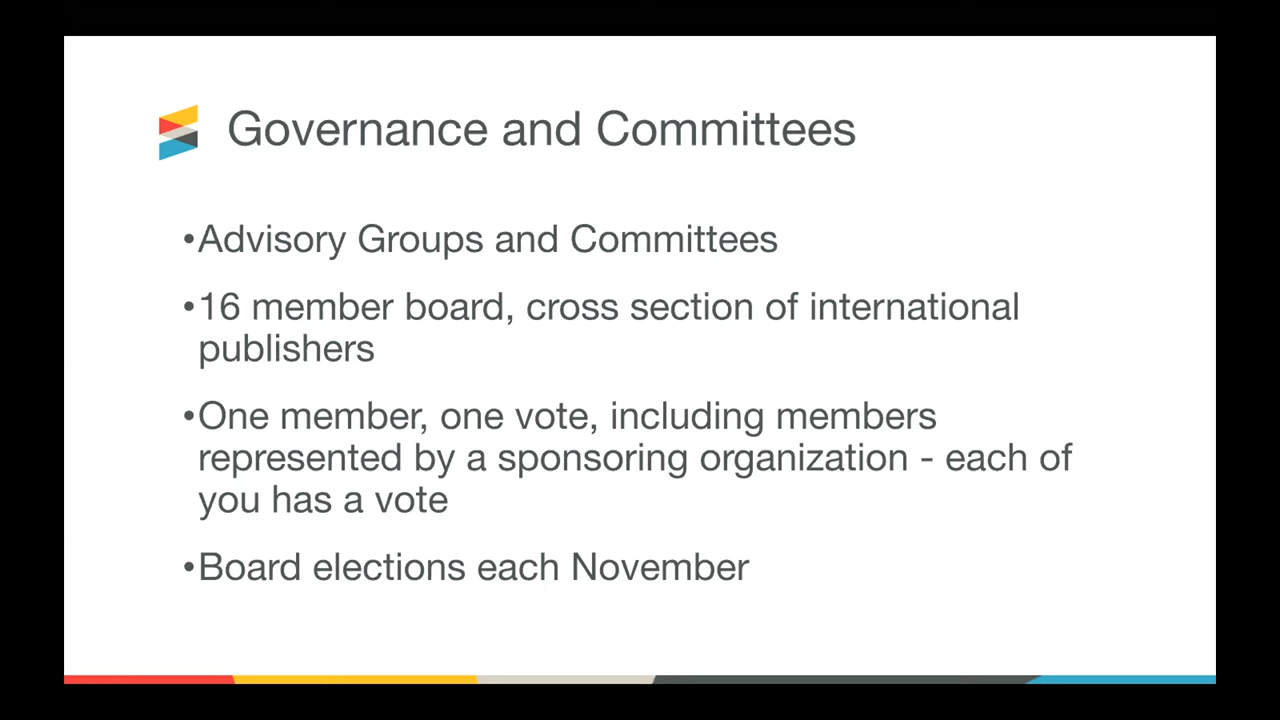 Governance and Committees
•Advisory Groups and Committees
•16 member board, cross section of international
publishers
•One member, one vote, including members
represented by a sponsoring organization - each of
you has a vote
•Board elections each November